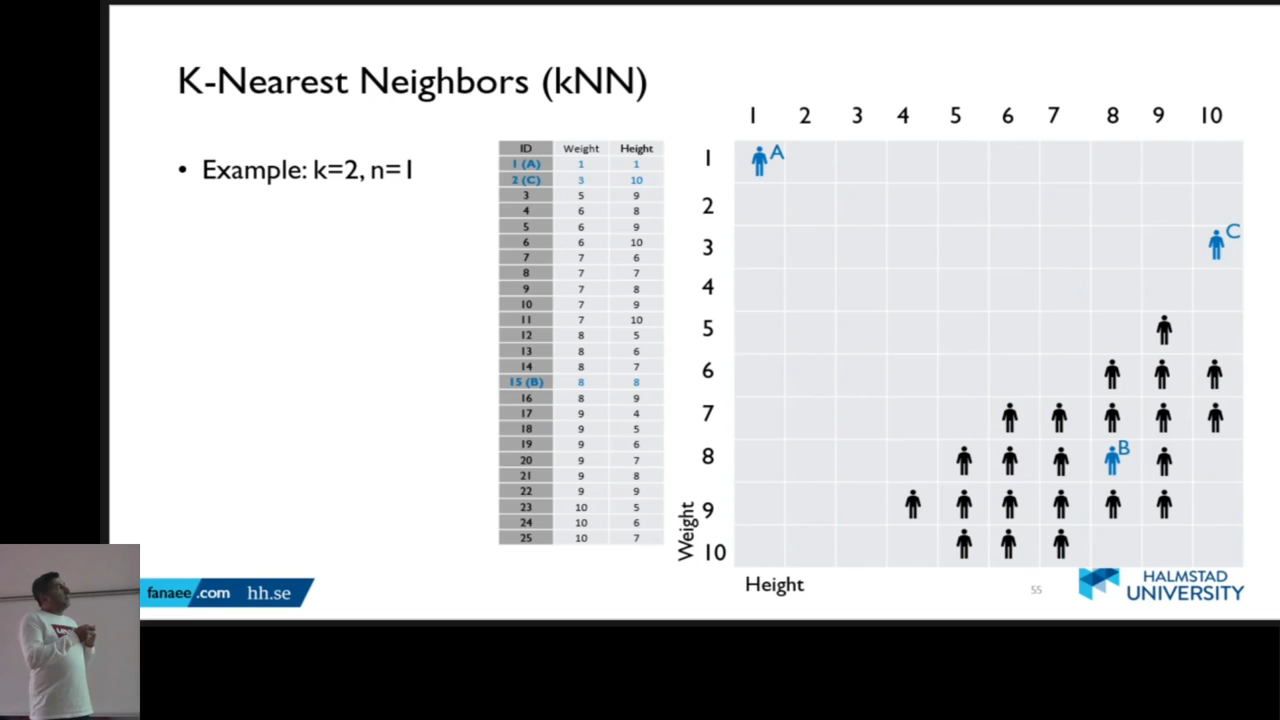 K-Nearest Neighbors (kNN)
• Example: k=2, n=1
ID Weight Height
1 (A) 1 1
2 (C) 3 10
3 5 9
4 6 8
5 6 9
6 6 10
7 7 6
8 7 7
9 7 8
10 7 9
11 7 10
12 8 5
13 8 6
14 8 7
15 (B) 8 8
16 8 9
17 9 4
18 9 5
19 9 6
20 9 7
21 9 8
22 9 9
23 10 5
24 10 6
25 10 7
1 2 3 4 5 6 7 8 9 10
1
A
2
C
3
4
5
6
7
8
B
9
10
Weight
Height
fanaee.com hh.se
55
HALMSTAD
UNIVERSITY